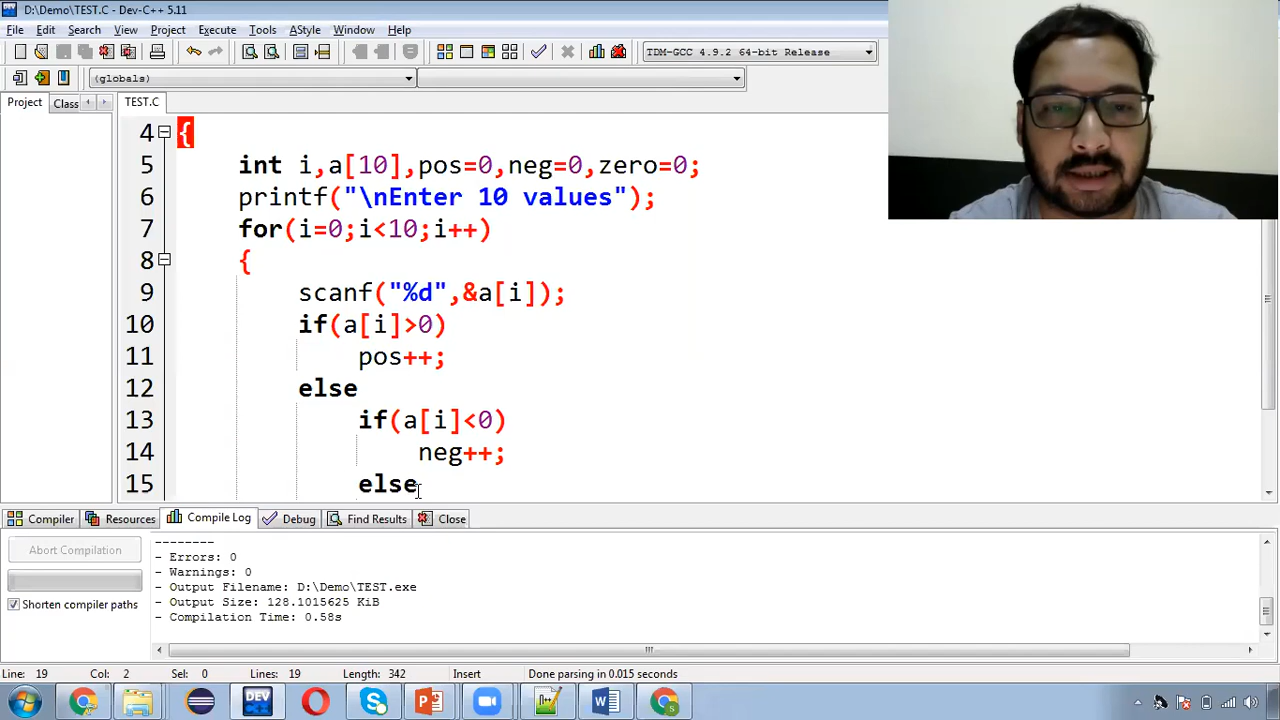 D:\Demo\TEST.C - Dev-C++ 5.11
File Edit Search View Project Execute Tools AStyle Window Help
TDM-GCC 4.9.2 64-bit Release
(globals)
Project Class TEST.C
4 {
5 int i,a[10],pos=0,neg=0,zero=0;
6 printf("\nEnter 10 values");
7 for(i=0;i<10;i++)
8 {
9 scanf("%d",&a[i]);
10 if(a[i]>0)
11 pos++;
12 else
13 if(a[i]<0)
14 neg++;
15 else
Compiler Resources Compile Log Debug Find Results Close
Abort Compilation
Shorten compiler paths
--------
- Errors: 0
- Warnings: 0
- Output Filename: D:\Demo\TEST.exe
- Output Size: 128.1015625 KiB
- Compilation Time: 0.58s
Line: 19 Col: 2 Sel: 0 Lines: 19 Length: 342 Insert Done parsing in 0.015 seconds
DEV